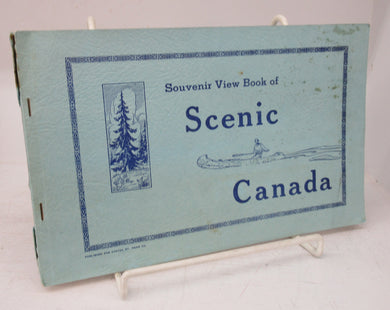 Souvenir View Book of
Scenic
Canada